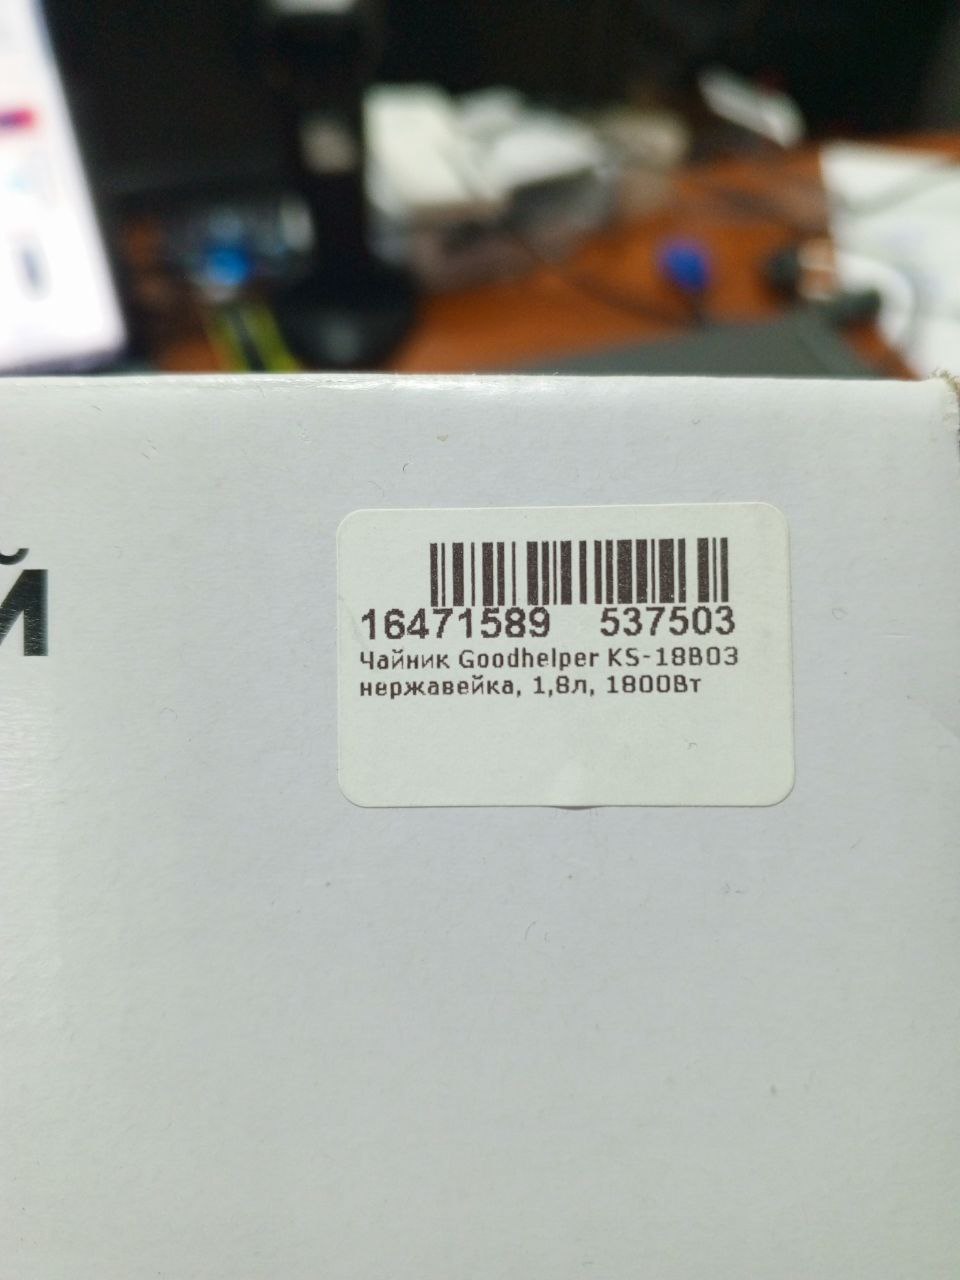 Й
16471589 537503
Чайник Goodhelper KS-18B03
нержавейка, 1,8л, 1800Вт